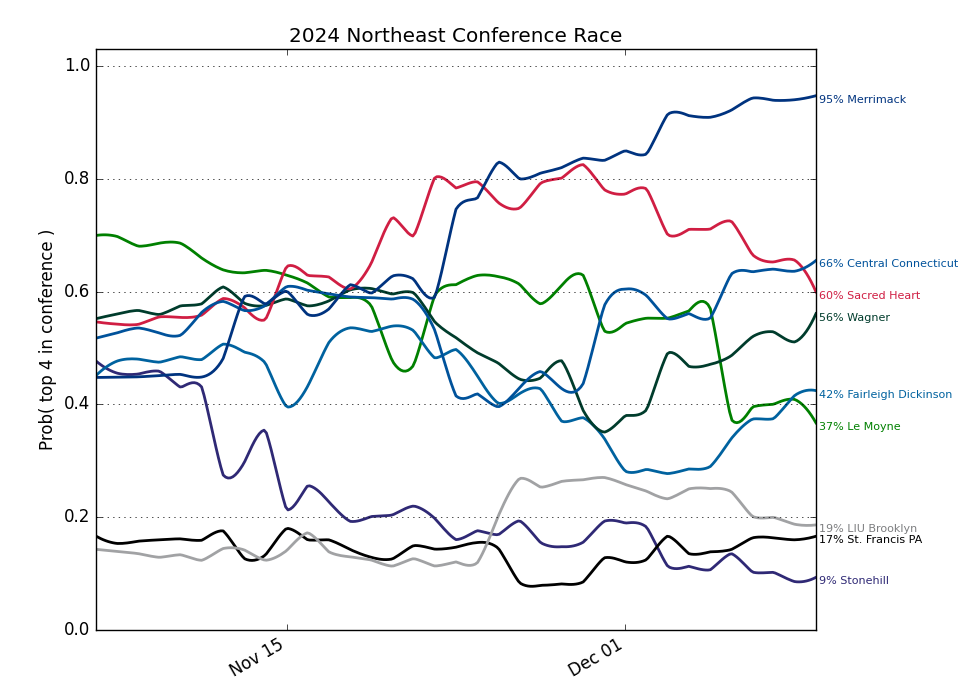 2024 Northeast Conference Race
Prob( top 4 in conference )
1.0
0.8
0.6
0.4
0.2
0.0
Nov 15
Dec 01
95% Merrimack
66% Central Connecticut
60% Sacred Heart
56% Wagner
42% Fairleigh Dickinson
37% Le Moyne
19% LIU Brooklyn
17% St. Francis PA
9% Stonehill